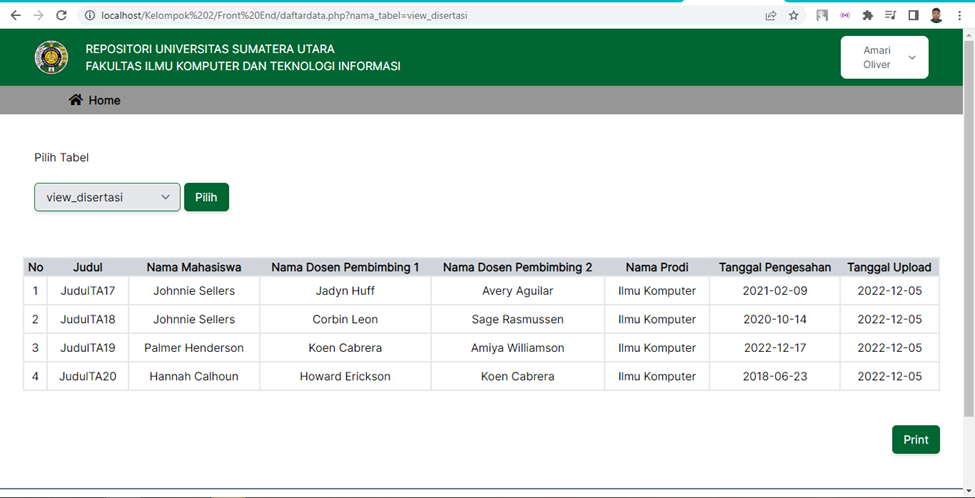 localhost/Kelompok%202/Front%20End/daftardata.php?nama_tabel=view_disertasi
REPOSITORI UNIVERSITAS SUMATERA UTARA
FAKULTAS ILMU KOMPUTER DAN TEKNOLOGI INFORMASI
Amari
Oliver
Home
Pilih Tabel
view_disertasi Pilih
No Judul Nama Mahasiswa Nama Dosen Pembimbing 1 Nama Dosen Pembimbing 2 Nama Prodi Tanggal Pengesahan Tanggal Upload
1 JudulTA17 Johnnie Sellers Jadyn Huff Avery Aguilar Ilmu Komputer 2021-02-09 2022-12-05
2 JudulTA18 Johnnie Sellers Corbin Leon Sage Rasmussen Ilmu Komputer 2020-10-14 2022-12-05
3 JudulTA19 Palmer Henderson Koen Cabrera Amiya Williamson Ilmu Komputer 2022-12-17 2022-12-05
4 JudulTA20 Hannah Calhoun Howard Erickson Koen Cabrera Ilmu Komputer 2018-06-23 2022-12-05
Print